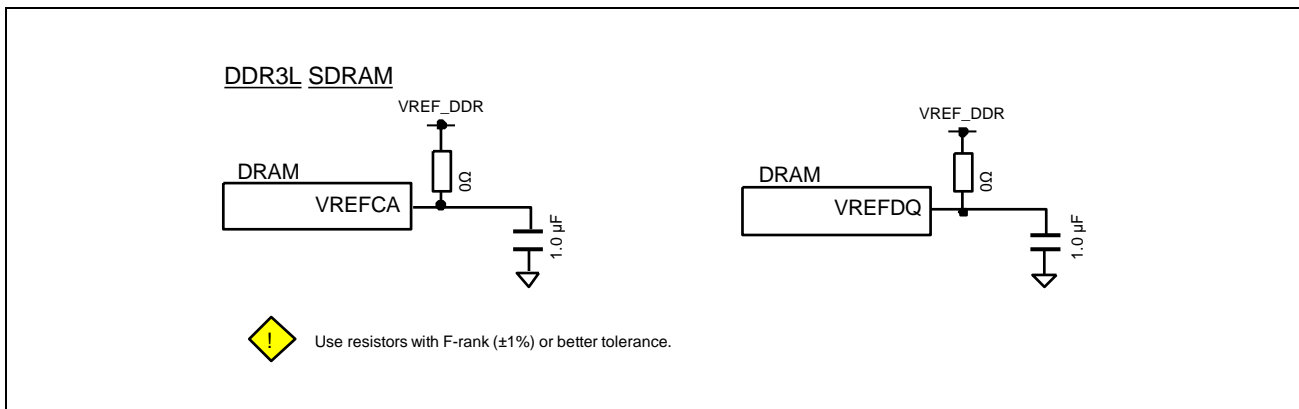 DDR3L SDRAM
VREF_DDR
DRAM
VREFCA
0Ω
1.0 µF
VREF_DDR
DRAM
VREFDQ
0Ω
1.0 µF
! Use resistors with F-rank (±1%) or better tolerance.